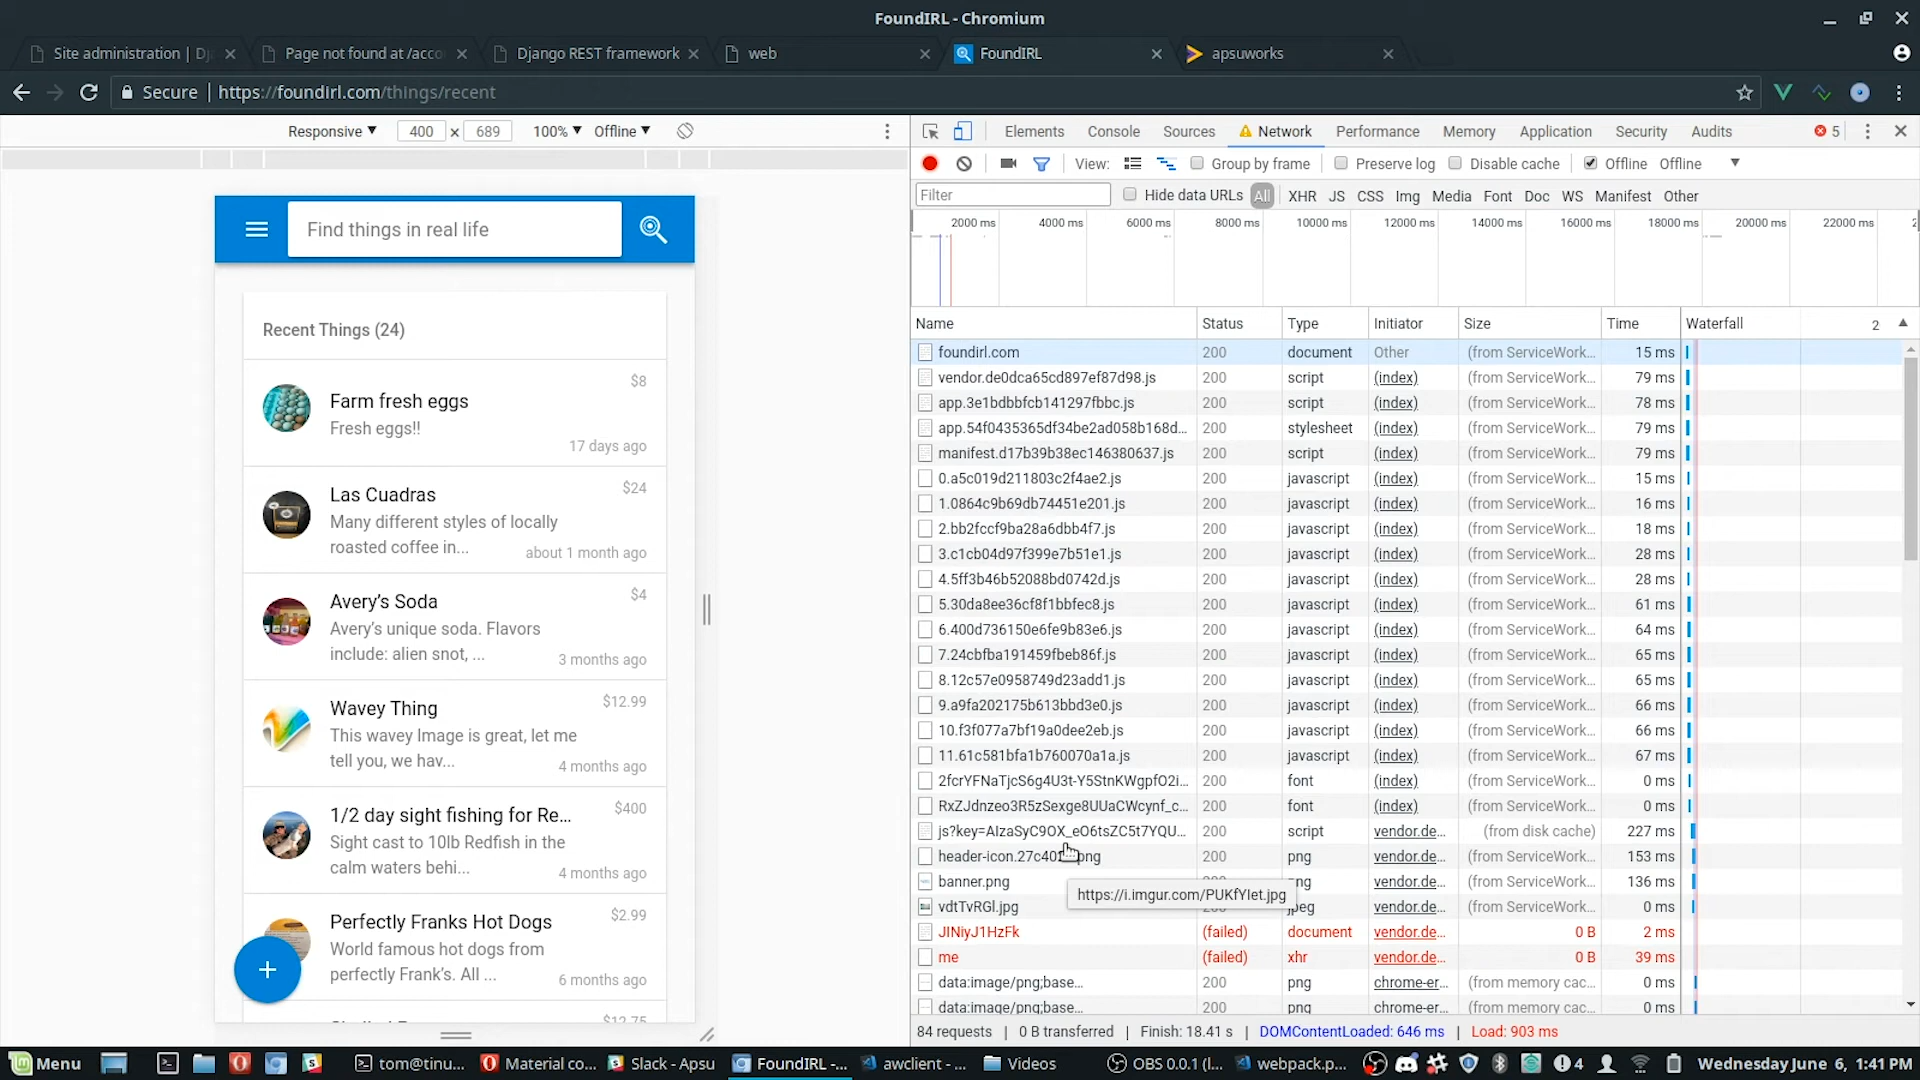 FoundIRL - Chromium
Site administration | Dj
Page not found at /acco
Django REST framework
web
FoundIRL
apsuworks
Secure | https://foundirl.com/things/recent
Responsive 400 x 689 100% Offline
Elements Console Sources Network Performance Memory Application Security Audits 5
View: Group by frame Preserve log Disable cache Offline Offline
Filter Hide data URLs All XHR JS CSS Img Media Font Doc WS Manifest Other
2000 ms 4000 ms 6000 ms 8000 ms 10000 ms 12000 ms 14000 ms 16000 ms 18000 ms 20000 ms 22000 ms
Find things in real life
Recent Things (24)
$8
Farm fresh eggs
Fresh eggs!!
17 days ago
$24
Las Cuadras
Many different styles of locally
roasted coffee in...
about 1 month ago
$4
Avery's Soda
Avery's unique soda. Flavors
include: alien snot, ...
3 months ago
$12.99
Wavey Thing
This wavey Image is great, let me
tell you, we hav...
4 months ago
$400
1/2 day sight fishing for Re...
Sight cast to 10lb Redfish in the
calm waters behi...
4 months ago
$2.99
Perfectly Franks Hot Dogs
World famous hot dogs from
perfectly Frank's. All ...
6 months ago
$12.75
+
Name Status Type Initiator Size Time Waterfall 2
foundirl.com 200 document Other (from ServiceWork... 15 ms
vendor.de0dca65cd897ef87d98.js 200 script (index) (from ServiceWork... 79 ms
app.3e1bdbbfcb141297fbbc.js 200 script (index) (from ServiceWork... 78 ms
app.54f0435365df34be2ad058b168d... 200 stylesheet (index) (from ServiceWork... 79 ms
manifest.d17b39b38ec146380637.js 200 script (index) (from ServiceWork... 79 ms
0.a5c019d211803c2f4ae2.js 200 javascript (index) (from ServiceWork... 15 ms
1.0864c9b69db74451e201.js 200 javascript (index) (from ServiceWork... 16 ms
2.bb2fccf9ba28a6dbb4f7.js 200 javascript (index) (from ServiceWork... 18 ms
3.c1cb04d97f399e7b51e1.js 200 javascript (index) (from ServiceWork... 28 ms
4.5ff3b46b52088bd0742d.js 200 javascript (index) (from ServiceWork... 28 ms
5.30da8ee36cf8f1bbfec8.js 200 javascript (index) (from ServiceWork... 61 ms
6.400d736150e6fe9b83e6.js 200 javascript (index) (from ServiceWork... 64 ms
7.24cbfba191459fbeb86f.js 200 javascript (index) (from ServiceWork... 65 ms
8.12c57e0958749d23add1.js 200 javascript (index) (from ServiceWork... 65 ms
9.a9fa202175b613bbd3e0.js 200 javascript (index) (from ServiceWork... 66 ms
10.f3f077a7bf19a0dee2eb.js 200 javascript (index) (from ServiceWork... 66 ms
11.61c581bfa1b760070a1a.js 200 javascript (index) (from ServiceWork... 67 ms
2fcrYFNaTjcS6g4U3t-Y5StnKWgpfO2i... 200 font (index) (from ServiceWork... 0 ms
RxZJdnzeo3R5zSexge8UUaCWcynf_c... 200 font (index) (from ServiceWork... 0 ms
js?key=AIzaSyC9OX_eO6tsZC5t7YQU... 200 script vendor.de... (from disk cache) 227 ms
header-icon.27c40 png 200 png vendor.de... (from ServiceWork... 153 ms
banner.png png vendor.de... (from ServiceWork... 136 ms
https://i.imgur.com/PUKfYIet.jpg
vdtTvRGl.jpg 200 jpeg vendor.de... (from ServiceWork... 0 ms
JINiyJ1HzFk (failed) document vendor.de... 0 B 2 ms
me (failed) xhr vendor.de... 0 B 39 ms
data:image/png;base... 200 png chrome-er... (from memory cac... 0 ms
data:image/png;base... 200 png chrome-er... (from memory cac... 0 ms
84 requests | 0 B transferred | Finish: 18.41 s | DOMContentLoaded: 646 ms | Load: 903 ms
Menu tom@tinu... Material co... Slack - Apsu FoundIRL -... awclient - ... Videos OBS 0.0.1 (l... webpack.p... 4 Wednesday June 6, 1:41 PM